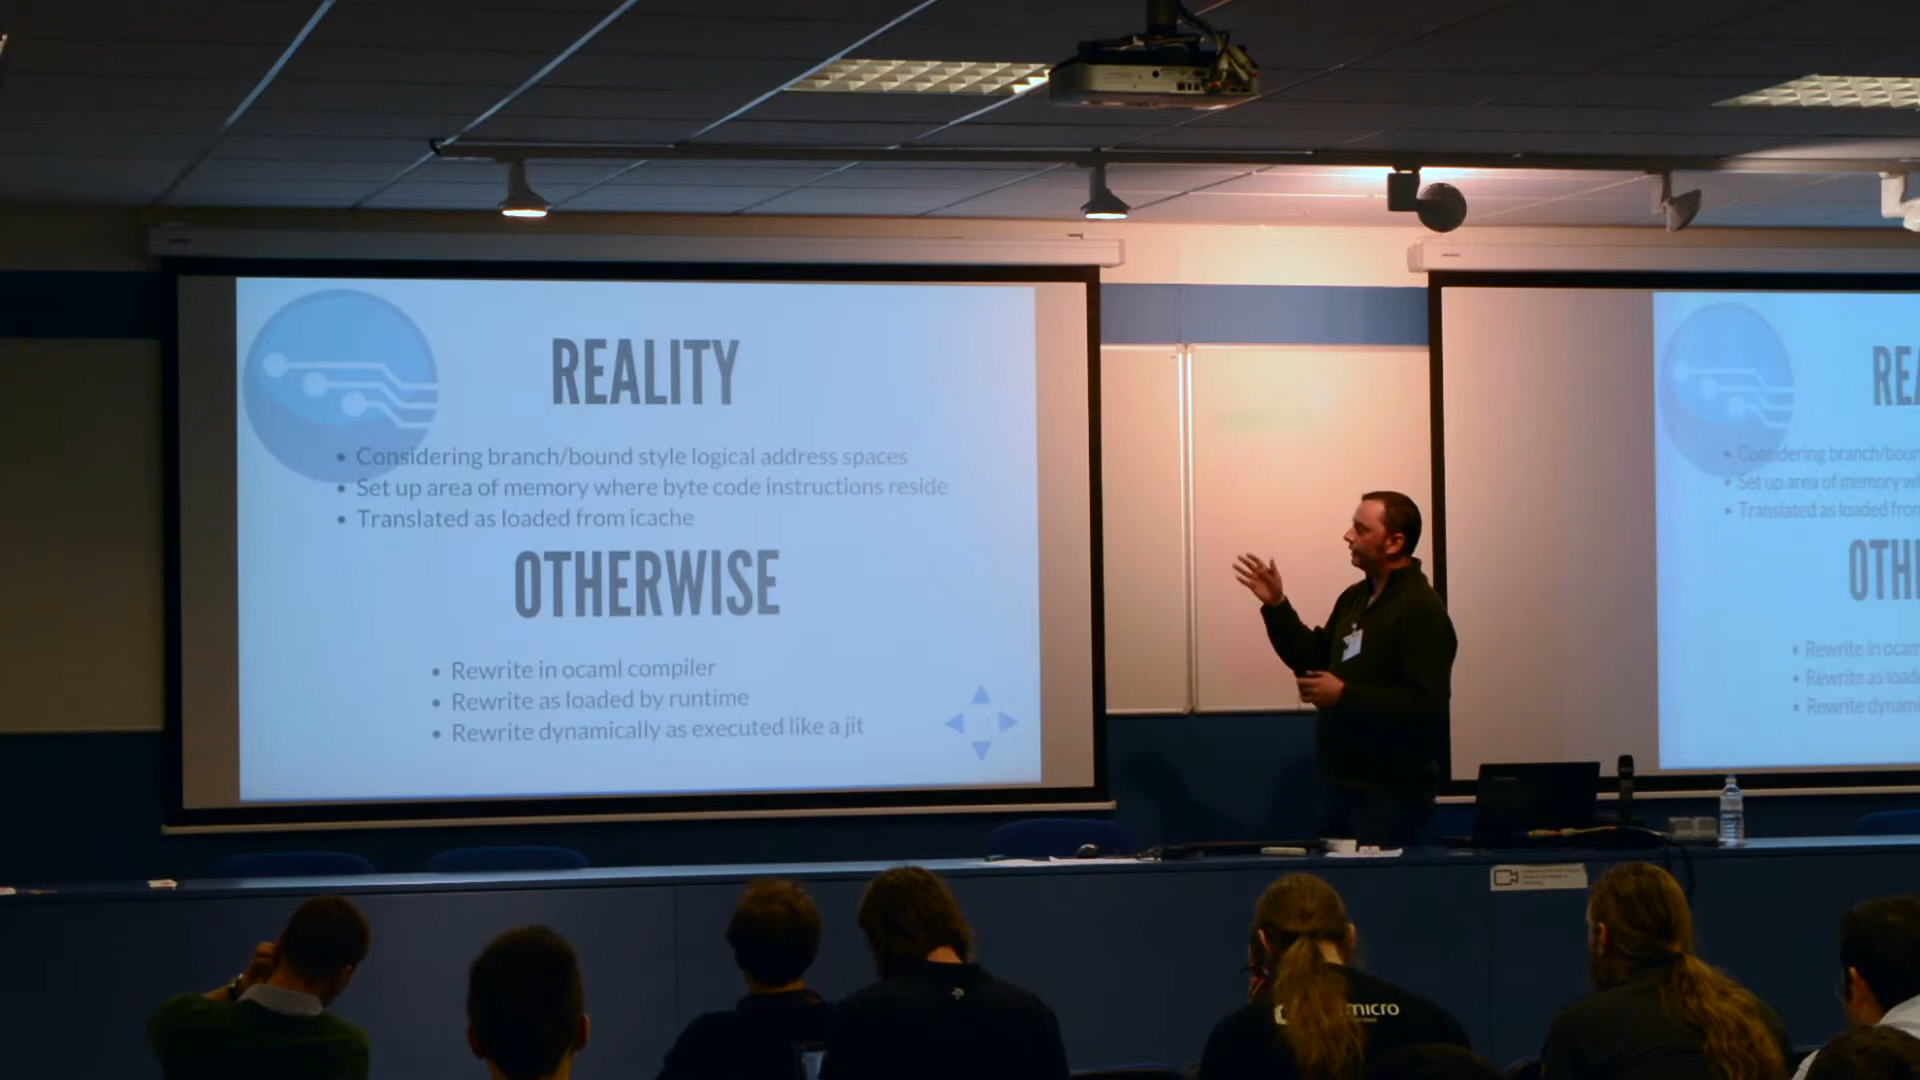 REALITY
Considering branch/bound style logical address spaces
Set up area of memory where byte code instructions reside
Translated as loaded from icache
OTHERWISE
Rewrite in ocaml compiler
Rewrite as loaded by runtime
Rewrite dynamically as executed like a jit
REA
Considering branch/boun
Set up area of memory wh
Translated as loaded fron
OTH
Rewrite in ocam
Rewrite as load
Rewrite dynam
micro